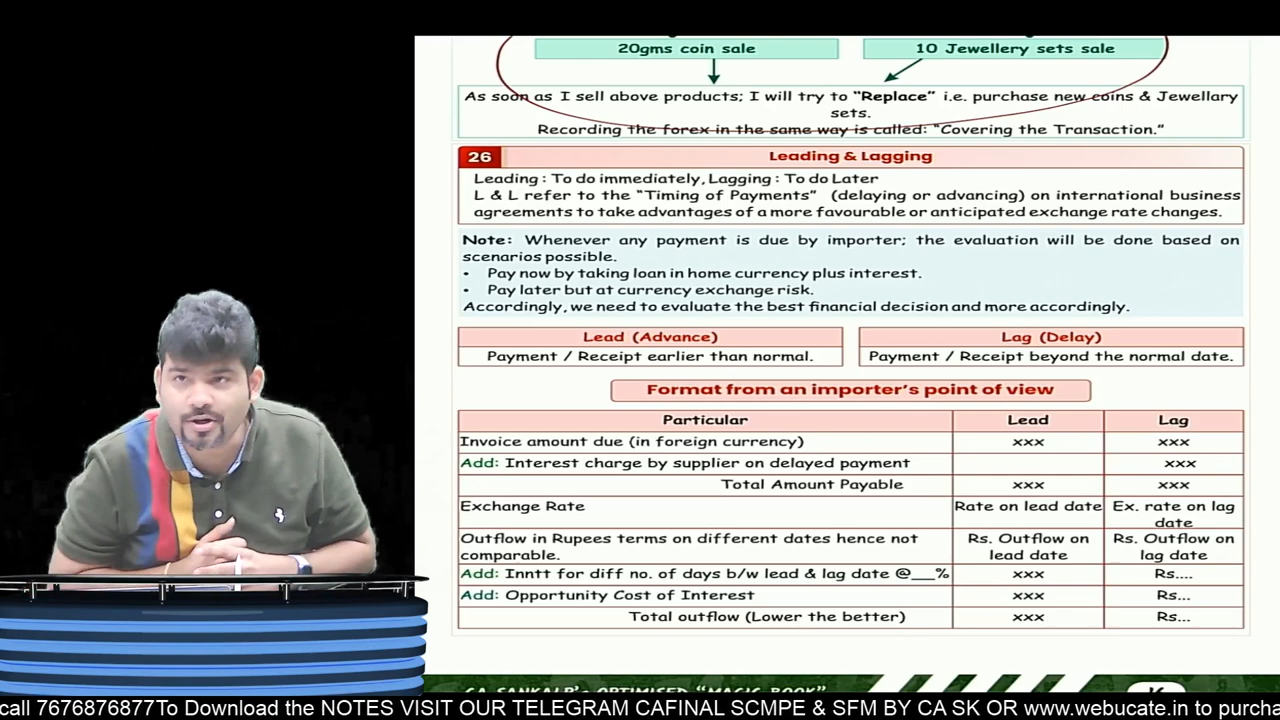 20gms coin sale
10 Jewellery sets sale
As soon as I sell above products; I will try to “Replace” i.e. purchase new coins & Jewellery
sets.
Recording the forex in the same way is called: “Covering the Transaction.”
26
Leading & Lagging
Leading : To do immediately, Lagging : To do Later
L & L refer to the “Timing of Payments” (delaying or advancing) on international business
agreements to take advantages of a more favourable or anticipated exchange rate changes.
Note: Whenever any payment is due by importer; the evaluation will be done based on
scenarios possible.
• Pay now by taking loan in home currency plus interest.
• Pay later but at currency exchange risk.
Accordingly, we need to evaluate the best financial decision and more accordingly.
Lead (Advance)
Lag (Delay)
Payment / Receipt earlier than normal.
Payment / Receipt beyond the normal date.
Format from an importer’s point of view
Particular Lead Lag
Invoice amount due (in foreign currency) xxx xxx
Add: Interest charge by supplier on delayed payment xxx
Total Amount Payable xxx xxx
Exchange Rate Rate on lead date Ex. rate on lag
date
Outflow in Rupees terms on different dates hence not Rs. Outflow on Rs. Outflow on
comparable. lead date lag date
Add: Inntt for diff no. of days b/w lead & lag date @__% xxx Rs....
Add: Opportunity Cost of Interest xxx Rs...
Total outflow (Lower the better) xxx Rs...
CA SANKALP’s OPTIMISED “MAGIC BOOK”
call 7676876877To Download the NOTES VISIT OUR TELEGRAM CAFINAL SCMPE & SFM BY CA SK OR www.webucate.in to purcha